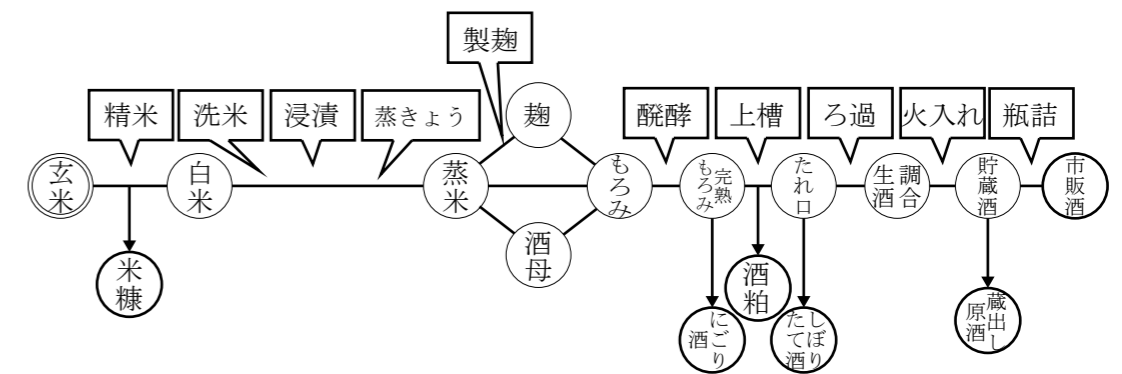 製麹
精米
洗米
浸漬
蒸きょう
麹
醗酵
上槽
ろ過
火入れ
瓶詰
玄米
白米
蒸米
もろみ
完熟
もろみ
たれ口
調合
生酒
貯蔵酒
市販酒
酒母
米糠
酒粕
にごり
酒
しぼり
たて酒
蔵出し
原酒